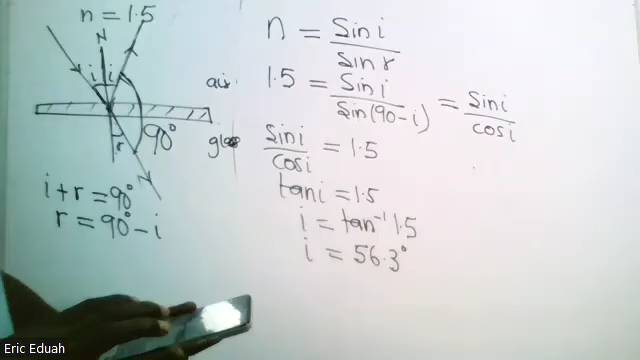 n = 1.5
N
i i
air
90°
r
glass
i + r = 90°
r = 90° - i
n = Sin i / Sin r
1.5 = Sin i / Sin(90 - i) = Sin i / Cos i
Sin i / Cos i = 1.5
tan i = 1.5
i = tan⁻¹ 1.5
i = 56.3°
Eric Eduah